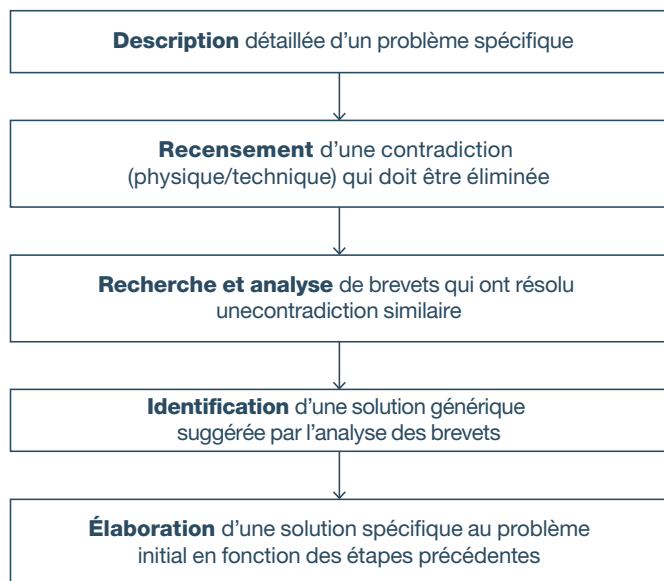 Description détaillée d’un problème spécifique
Recensement d’une contradiction
(physique/technique) qui doit être éliminée
Recherche et analyse de brevets qui ont résolu
unecontradiction similaire
Identification d’une solution générique
suggérée par l’analyse des brevets
Élaboration d’une solution spécifique au problème
initial en fonction des étapes précédentes